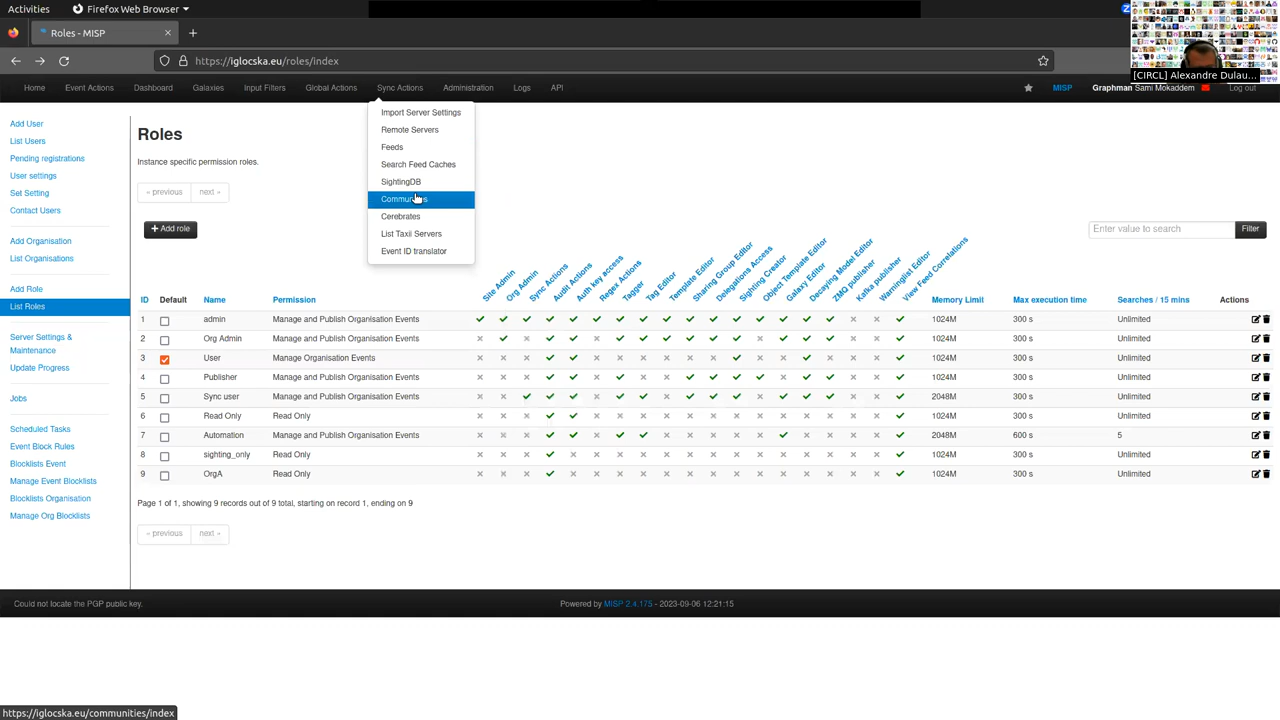 Activities
Firefox Web Browser
Roles - MISP
https://iglocska.eu/roles/index
[CIRCL] Alexandre Dulau...
Home Event Actions Dashboard Galaxies Input Filters Global Actions Sync Actions Administration Logs API
MISP Graphman Sami Mokaddem Log out
Import Server Settings
Remote Servers
Feeds
Search Feed Caches
SightingDB
Communities
Cerebrates
List Taxii Servers
Event ID translator
Add User
List Users
Pending registrations
User settings
Set Setting
Contact Users
Add Organisation
List Organisations
Add Role
List Roles
Server Settings &
Maintenance
Update Progress
Jobs
Scheduled Tasks
Event Block Rules
Blocklists Event
Manage Event Blocklists
Blocklists Organisation
Manage Org Blocklists
Roles
Instance specific permission roles.
« previous next »
+ Add role
Enter value to search Filter
Site Admin
Org Admin
Sync Actions
Audit Actions
Auth key access
Regex Actions
Tagger
Tag Editor
Template Editor
Sharing Group Editor
Delegations Access
Sighting Creator
Object Template Editor
Galaxy Editor
Decaying Model Editor
ZMQ publisher
Kafka publisher
Warninglist Editor
View Feed Correlations
ID Default Name Permission Memory Limit Max execution time Searches / 15 mins Actions
1 admin Manage and Publish Organisation Events 1024M 300 s Unlimited
2 Org Admin Manage and Publish Organisation Events 1024M 300 s Unlimited
3 User Manage Organisation Events 1024M 300 s Unlimited
4 Publisher Manage and Publish Organisation Events 1024M 300 s Unlimited
5 Sync user Manage and Publish Organisation Events 2048M 300 s Unlimited
6 Read Only Read Only 1024M 300 s Unlimited
7 Automation Manage and Publish Organisation Events 2048M 600 s 5
8 sighting_only Read Only 1024M 300 s Unlimited
9 OrgA Read Only 1024M 300 s Unlimited
Page 1 of 1, showing 9 records out of 9 total, starting on record 1, ending on 9
« previous next »
Could not locate the PGP public key.
Powered by MISP 2.4.175 - 2023-09-06 12:21:15
https://iglocska.eu/communities/index